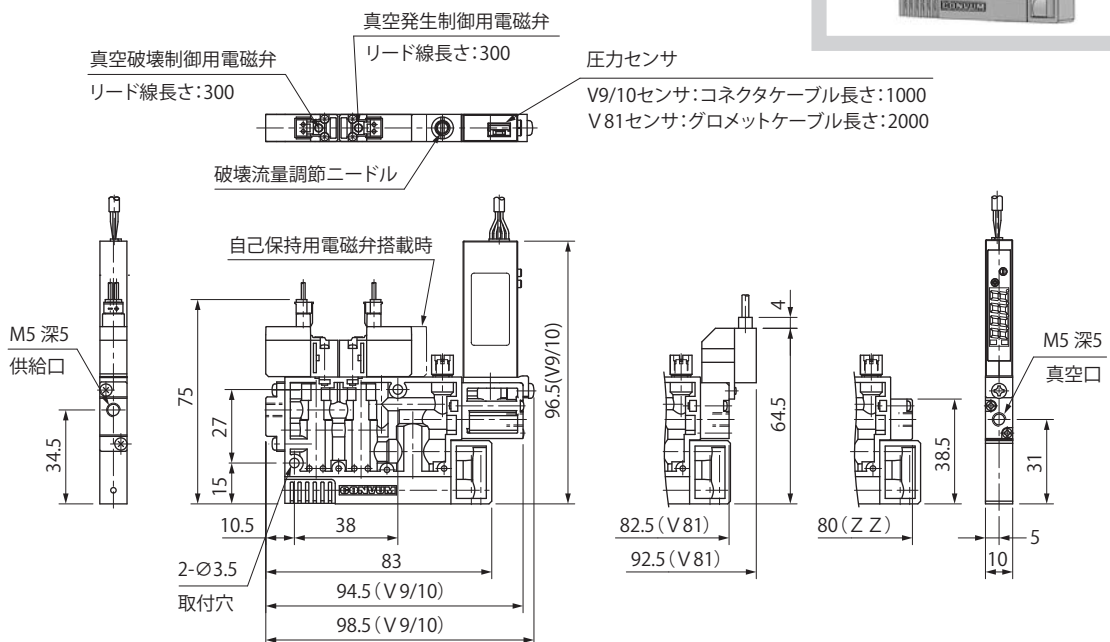 CONVUM
真空発生制御用電磁弁
リード線長さ:300
真空破壊制御用電磁弁
リード線長さ:300
圧力センサ
V9/10センサ:コネクタケーブル長さ:1000
V81センサ:グロメットケーブル長さ:2000
破壊流量調節ニードル
自己保持用電磁弁搭載時
M5 深5
供給口
34.5
75
27
15
10.5
38
83
94.5(V9/10)
98.5(V9/10)
2-Ø3.5
取付穴
CONVUM
96.5(V9/10)
4
64.5
82.5(V81)
92.5(V81)
80(ZZ)
38.5
M5 深5
真空口
31
5
10